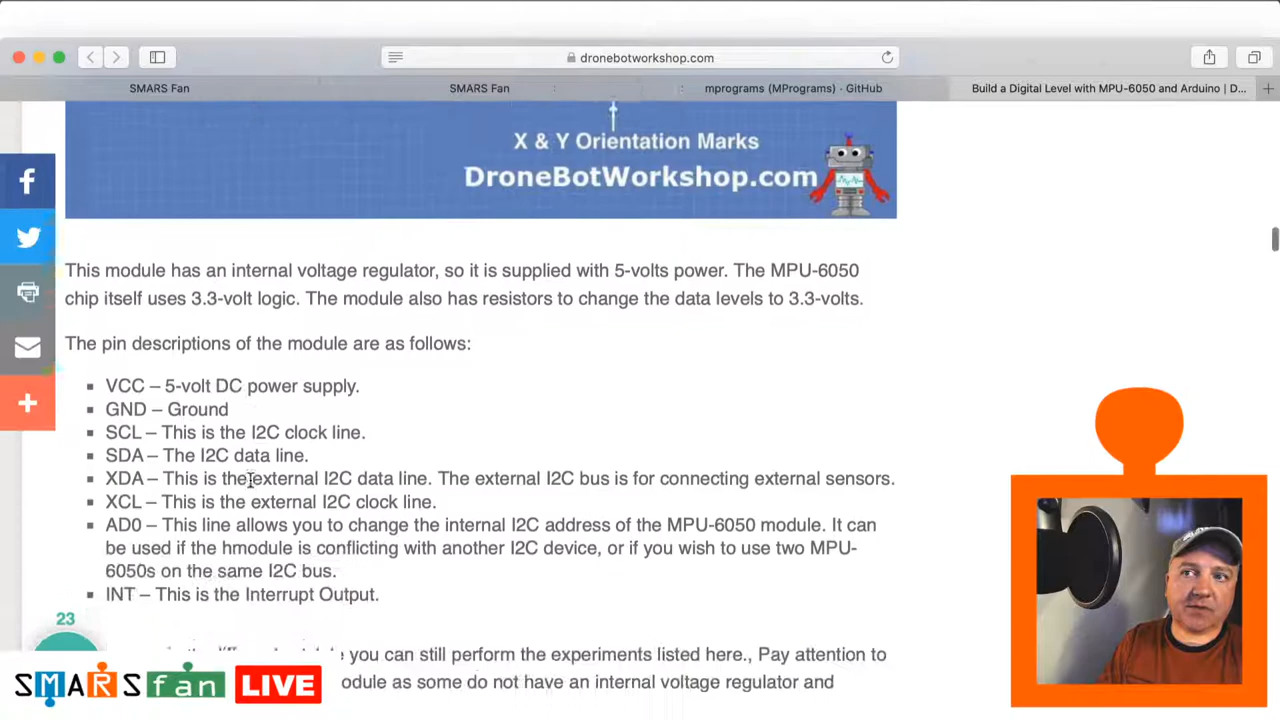 dronebotworkshop.com
SMARS Fan
SMARS Fan
mprograms (MPrograms) · GitHub
Build a Digital Level with MPU-6050 and Arduino | D...
X & Y Orientation Marks
DroneBotWorkshop.com
This module has an internal voltage regulator, so it is supplied with 5-volts power. The MPU-6050
chip itself uses 3.3-volt logic. The module also has resistors to change the data levels to 3.3-volts.
The pin descriptions of the module are as follows:
VCC – 5-volt DC power supply.
GND – Ground
SCL – This is the I2C clock line.
SDA – The I2C data line.
XDA – This is the external I2C data line. The external I2C bus is for connecting external sensors.
XCL – This is the external I2C clock line.
AD0 – This line allows you to change the internal I2C address of the MPU-6050 module. It can
be used if the hmodule is conflicting with another I2C device, or if you wish to use two MPU-
6050s on the same I2C bus.
INT – This is the Interrupt Output.
23
you can still perform the experiments listed here., Pay attention to
odule as some do not have an internal voltage regulator and
SMARS fan LIVE